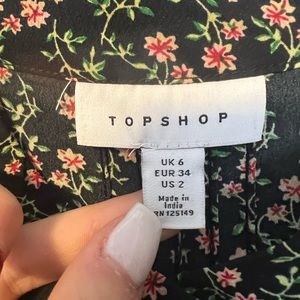 TOPSHOP
UK 6
EUR 34
US 2
Made in
India
RN 125149